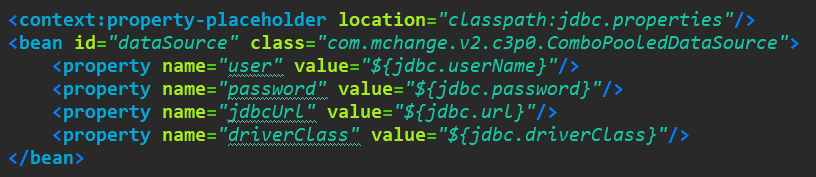 <context:property-placeholder location="classpath:jdbc.properties"/>
<bean id="dataSource" class="com.mchange.v2.c3p0.ComboPooledDataSource">
    <property name="user" value="${jdbc.userName}"/>
    <property name="password" value="${jdbc.password}"/>
    <property name="jdbcUrl" value="${jdbc.url}"/>
    <property name="driverClass" value="${jdbc.driverClass}"/>
</bean>